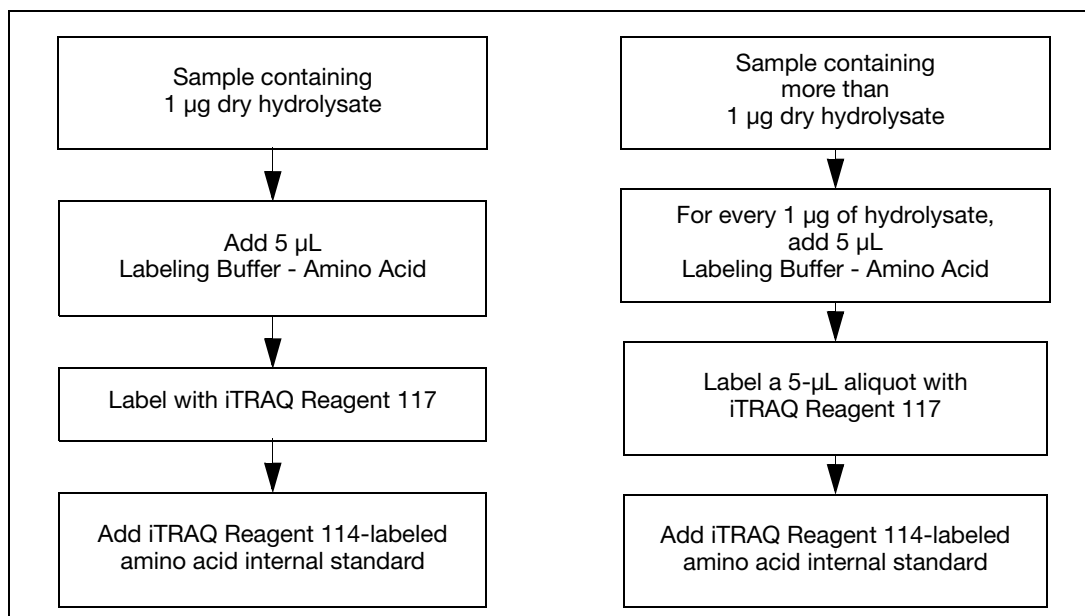 Sample containing
1 µg dry hydrolysate
Add 5 µL
Labeling Buffer - Amino Acid
Label with iTRAQ Reagent 117
Add iTRAQ Reagent 114-labeled
amino acid internal standard
Sample containing
more than
1 µg dry hydrolysate
For every 1 µg of hydrolysate,
add 5 µL
Labeling Buffer - Amino Acid
Label a 5-µL aliquot with
iTRAQ Reagent 117
Add iTRAQ Reagent 114-labeled
amino acid internal standard